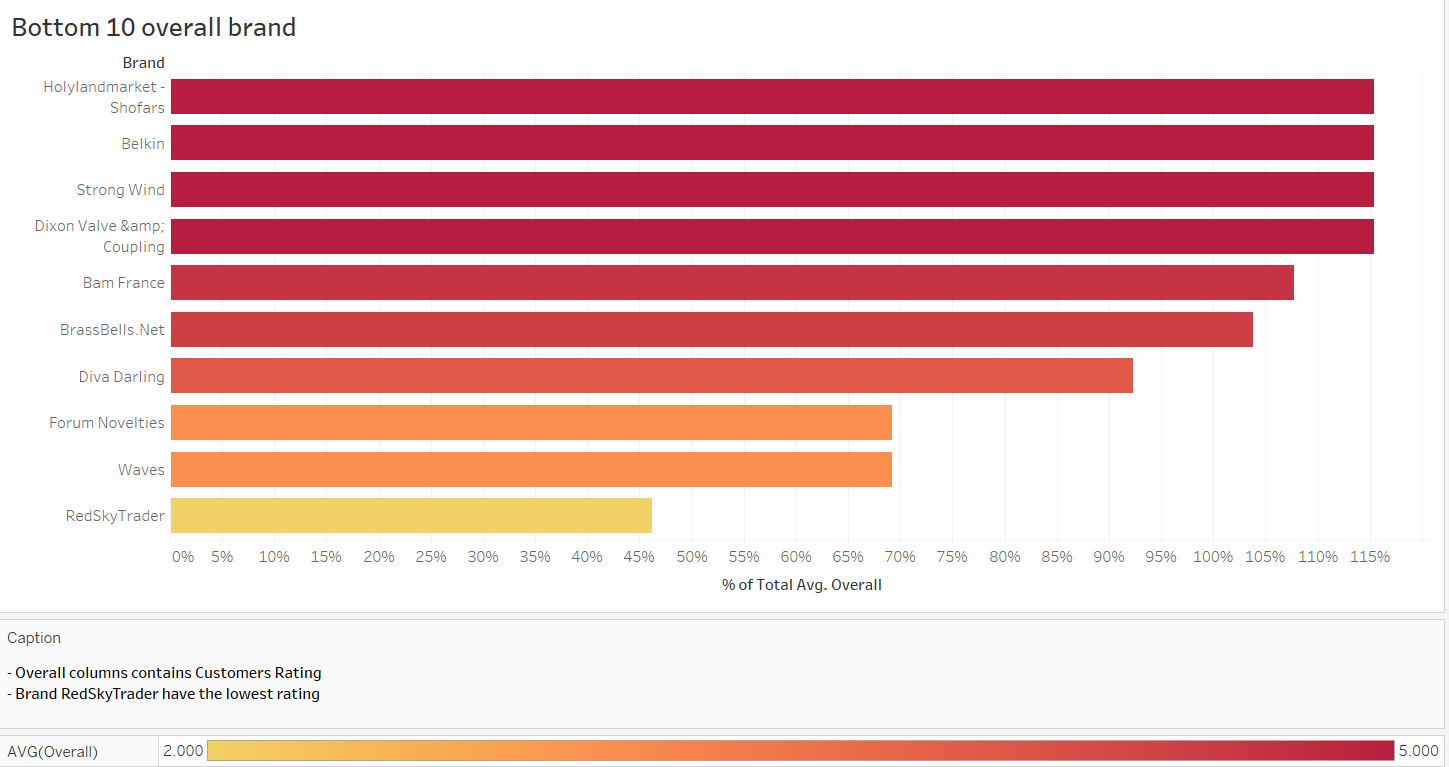 Bottom 10 overall brand
Brand
Holylandmarket -
Shofars
Belkin
Strong Wind
Dixon Valve &amp;
Coupling
Bam France
BrassBells.Net
Diva Darling
Forum Novelties
Waves
RedSkyTrader
0% 5% 10% 15% 20% 25% 30% 35% 40% 45% 50% 55% 60% 65% 70% 75% 80% 85% 90% 95% 100% 105% 110% 115%
% of Total Avg. Overall
Caption
- Overall columns contains Customers Rating
- Brand RedSkyTrader have the lowest rating
AVG(Overall) 2.000 5.000